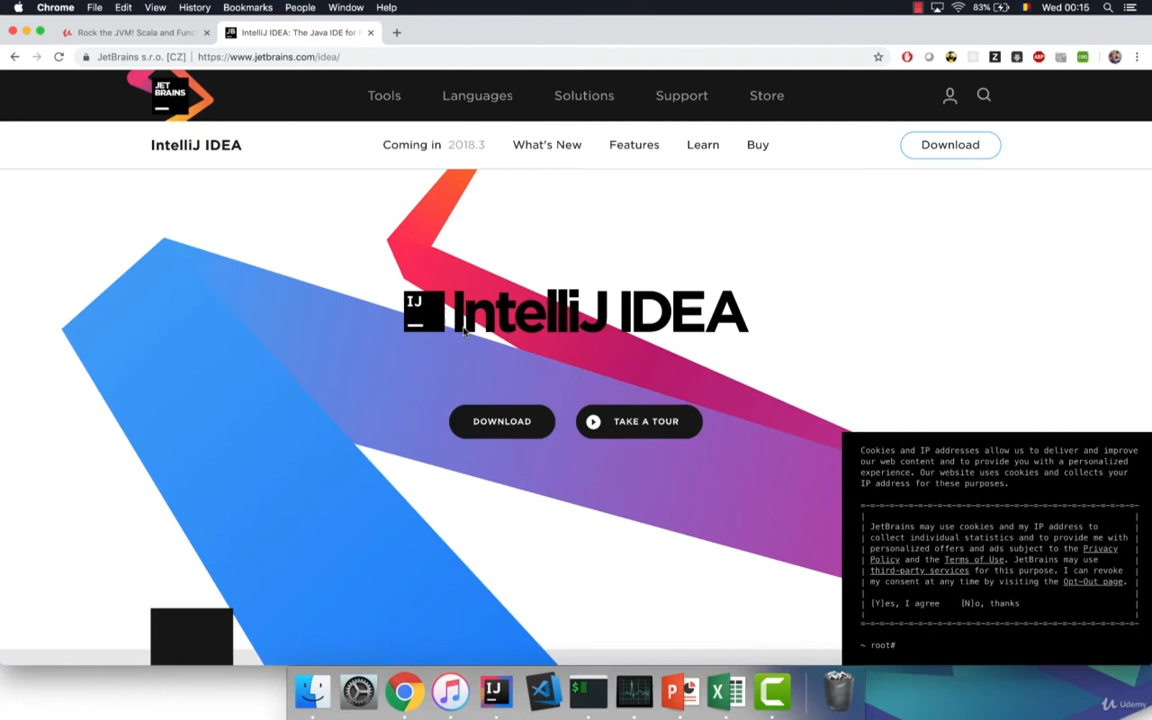 Chrome File Edit View History Bookmarks People Window Help 83% Wed 00:15
Rock the JVM! Scala and Func
IntelliJ IDEA: The Java IDE for
JetBrains s.r.o. [CZ] https://www.jetbrains.com/idea/
JET BRAINS
Tools Languages Solutions Support Store
IntelliJ IDEA Coming in 2018.3 What's New Features Learn Buy Download
IJ IntelliJ IDEA
DOWNLOAD TAKE A TOUR
Cookies and IP addresses allow us to deliver and improve
our web content and to provide you with a personalized
experience. Our website uses cookies and collects your
IP address for these purposes.
JetBrains may use cookies and my IP address to
collect individual statistics and to provide me with
personalized offers and ads subject to the Privacy
Policy and the Terms of Use. JetBrains may use
third-party services for this purpose. I can revoke
my consent at any time by visiting the Opt-Out page.
[Y]es, I agree [N]o, thanks
~ root#
IJ
Udemy